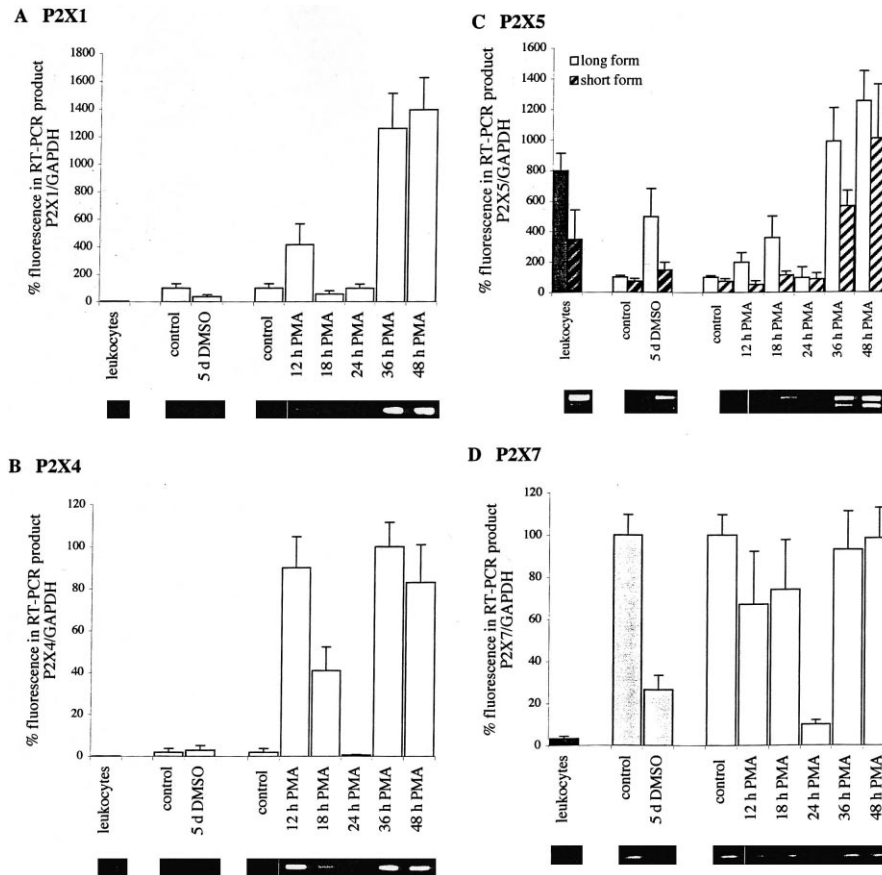 A P2X1
% fluorescence in RT-PCR product
P2X1/GAPDH
1800
1600
1400
1200
1000
800
600
400
200
0
leukocytes
control
5 d DMSO
control
12 h PMA
18 h PMA
24 h PMA
36 h PMA
48 h PMA
B P2X4
% fluorescence in RT-PCR product
P2X4/GAPDH
120
100
80
60
40
20
0
leukocytes
control
5 d DMSO
control
12 h PMA
18 h PMA
24 h PMA
36 h PMA
48 h PMA
C P2X5
% fluorescence in RT-PCR product
P2X5/GAPDH
1600
1400
1200
1000
800
600
400
200
0
long form
short form
leukocytes
control
5 d DMSO
control
12 h PMA
18 h PMA
24 h PMA
36 h PMA
48 h PMA
D P2X7
% fluorescence in RT-PCR product
P2X7/GAPDH
120
100
80
60
40
20
0
leukocytes
control
5 d DMSO
control
12 h PMA
18 h PMA
24 h PMA
36 h PMA
48 h PMA